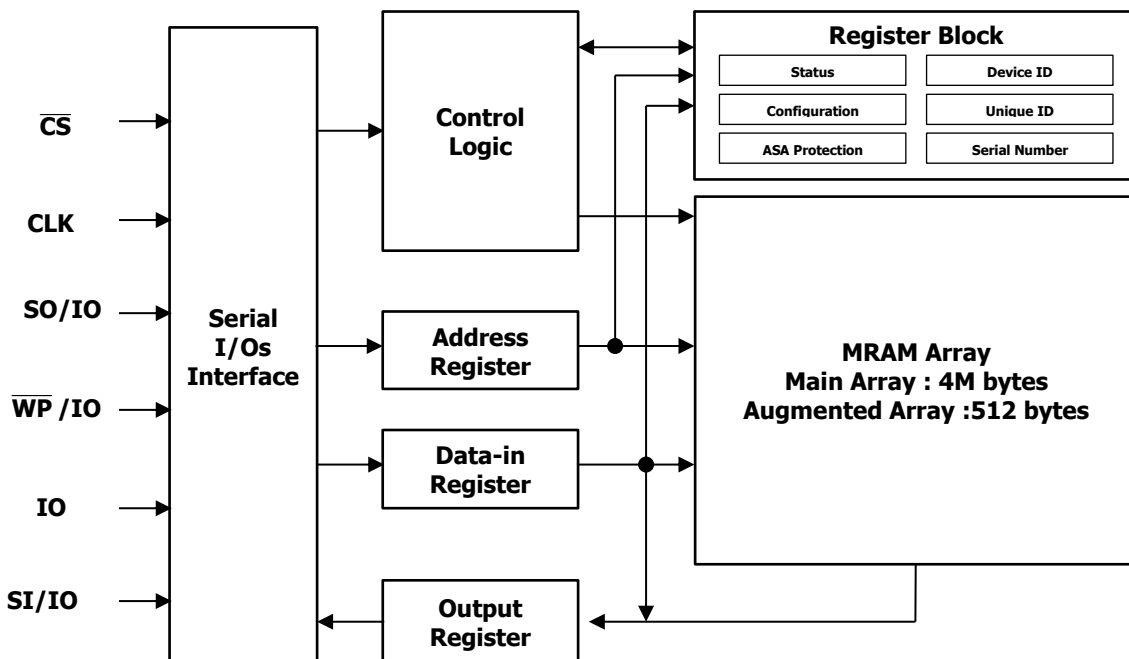 C̅S̅
CLK
SO/IO
W̅P̅ /IO
IO
SI/IO
Serial
I/Os
Interface
Control
Logic
Address
Register
Data-in
Register
Output
Register
Register Block
Status
Device ID
Configuration
Unique ID
ASA Protection
Serial Number
MRAM Array
Main Array : 4M bytes
Augmented Array :512 bytes